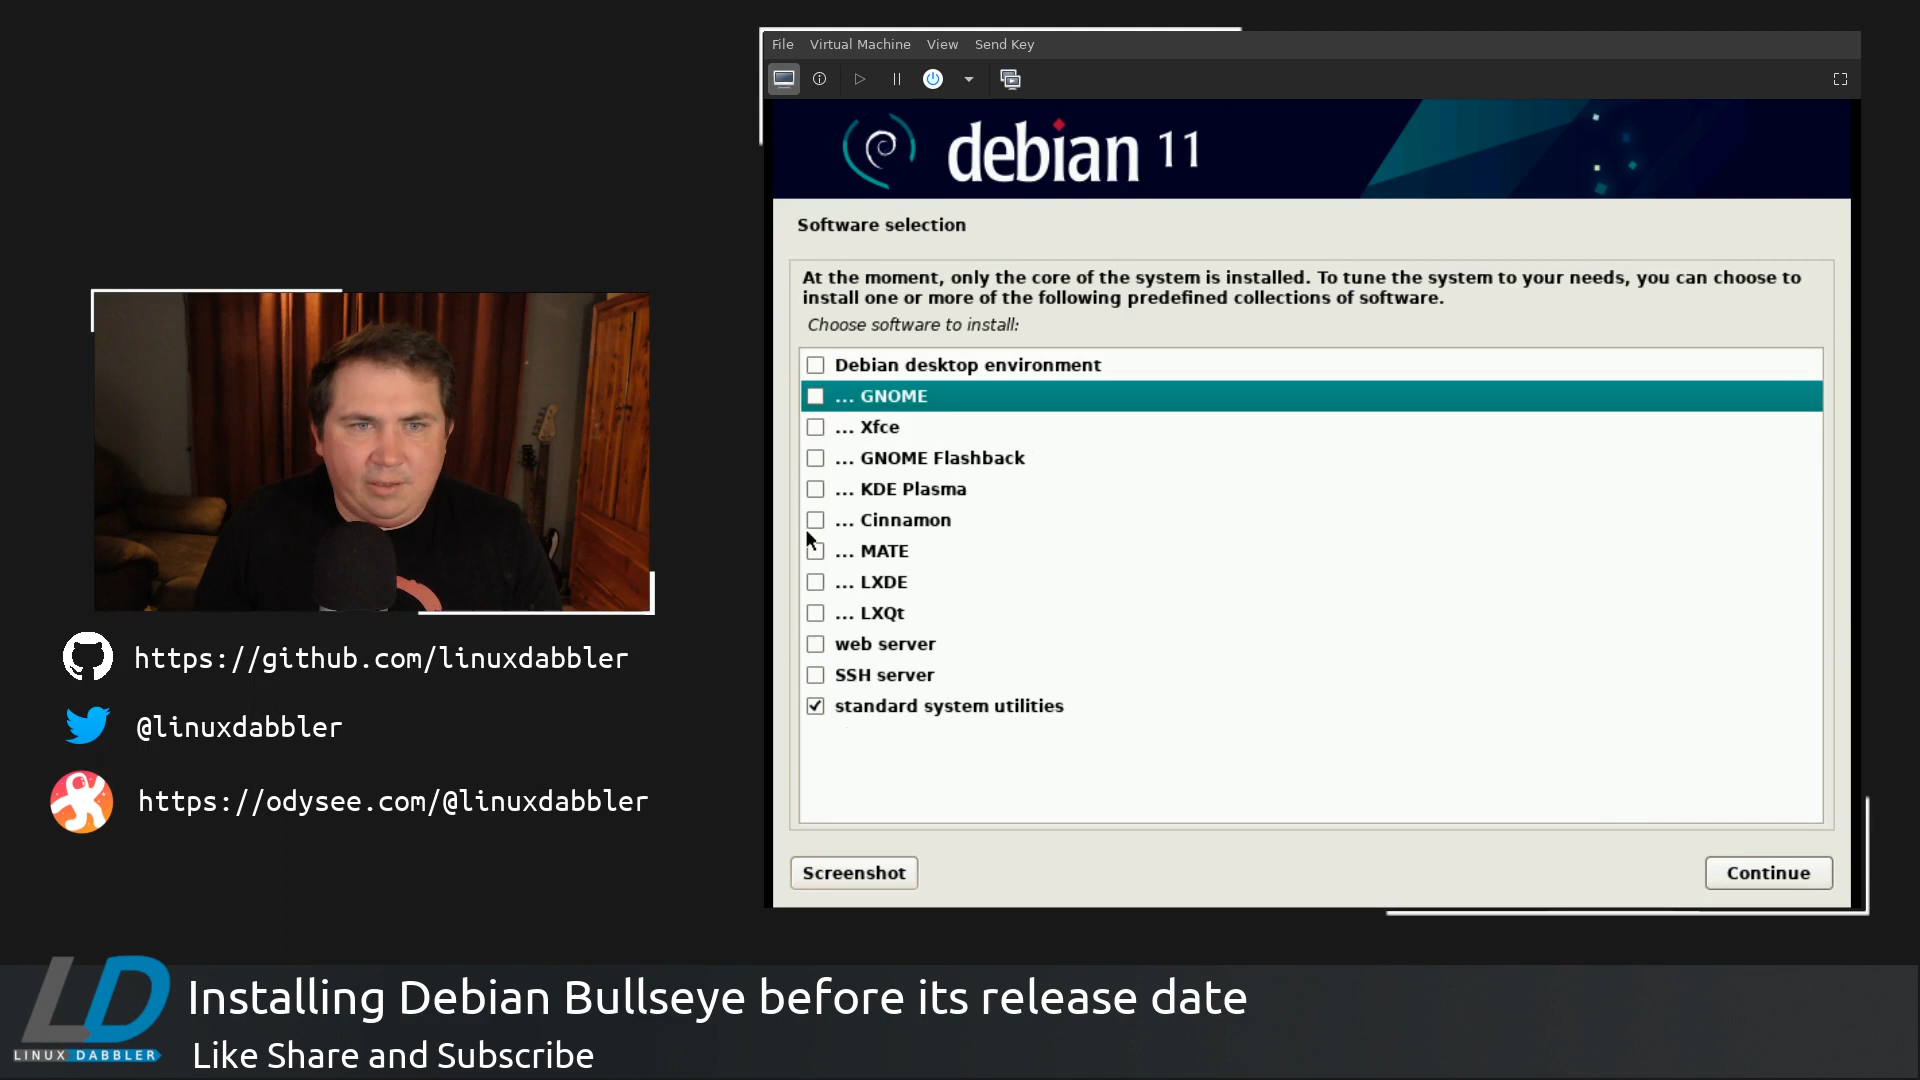 File Virtual Machine View Send Key
debian 11
Software selection
At the moment, only the core of the system is installed. To tune the system to your needs, you can choose to
install one or more of the following predefined collections of software.
Choose software to install:
Debian desktop environment
... GNOME
... Xfce
... GNOME Flashback
... KDE Plasma
... Cinnamon
... MATE
... LXDE
... LXQt
web server
SSH server
standard system utilities
Screenshot
Continue
https://github.com/linuxdabbler
@linuxdabbler
https://odysee.com/@linuxdabbler
LD
LINUX DABBLER
Installing Debian Bullseye before its release date
Like Share and Subscribe